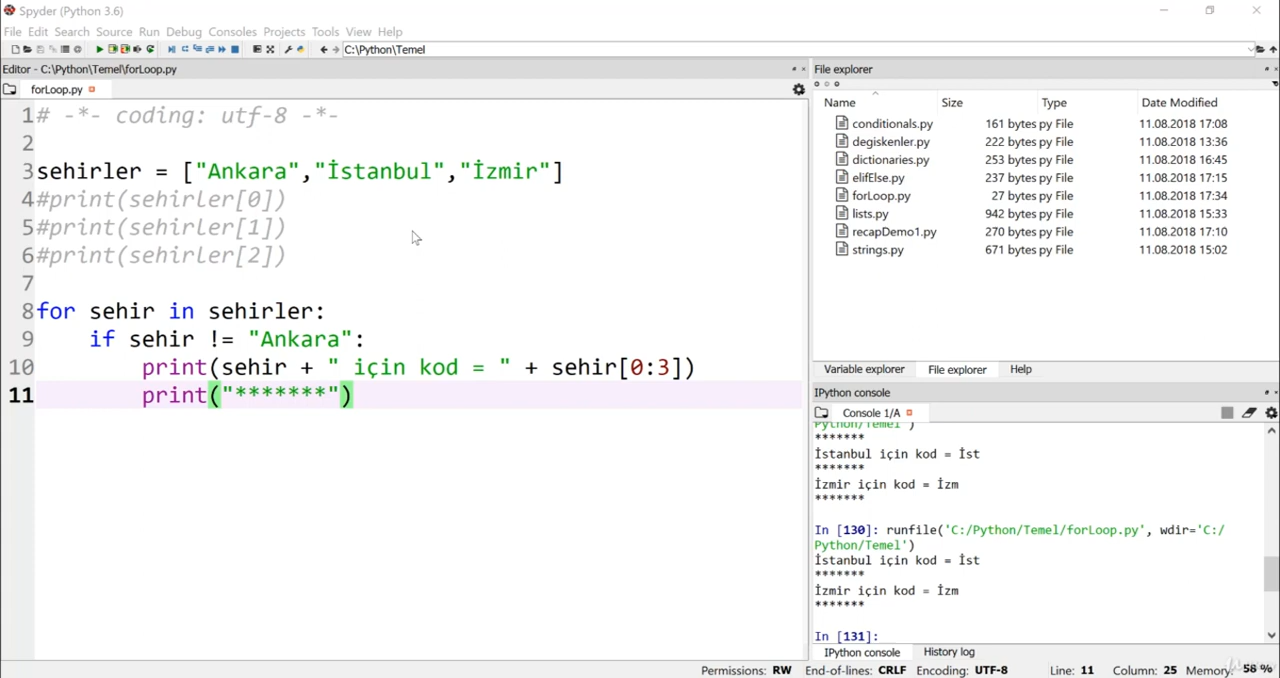 Spyder (Python 3.6)
File Edit Search Source Run Debug Consoles Projects Tools View Help
C:\Python\Temel
Editor - C:\Python\Temel\forLoop.py
forLoop.py
1# -*- coding: utf-8 -*-
2
3sehirler = ["Ankara","İstanbul","İzmir"]
4#print(sehirler[0])
5#print(sehirler[1])
6#print(sehirler[2])
7
8for sehir in sehirler:
9    if sehir != "Ankara":
10        print(sehir + " için kod = " + sehir[0:3])
11        print("*******")
File explorer
Name Size Type Date Modified
conditionals.py 161 bytes py File 11.08.2018 17:08
degiskenler.py 222 bytes py File 11.08.2018 13:36
dictionaries.py 253 bytes py File 11.08.2018 16:45
elifElse.py 237 bytes py File 11.08.2018 17:15
forLoop.py 27 bytes py File 11.08.2018 17:34
lists.py 942 bytes py File 11.08.2018 15:33
recapDemo1.py 270 bytes py File 11.08.2018 17:10
strings.py 671 bytes py File 11.08.2018 15:02
Variable explorer File explorer Help
IPython console
Console 1/A
Python/Temel')
*******
İstanbul için kod = İst
*******
İzmir için kod = İzm
*******
In [130]: runfile('C:/Python/Temel/forLoop.py', wdir='C:/
Python/Temel')
İstanbul için kod = İst
*******
İzmir için kod = İzm
*******
In [131]:
IPython console History log
Permissions: RW End-of-lines: CRLF Encoding: UTF-8 Line: 11 Column: 25 Memory: 58 %